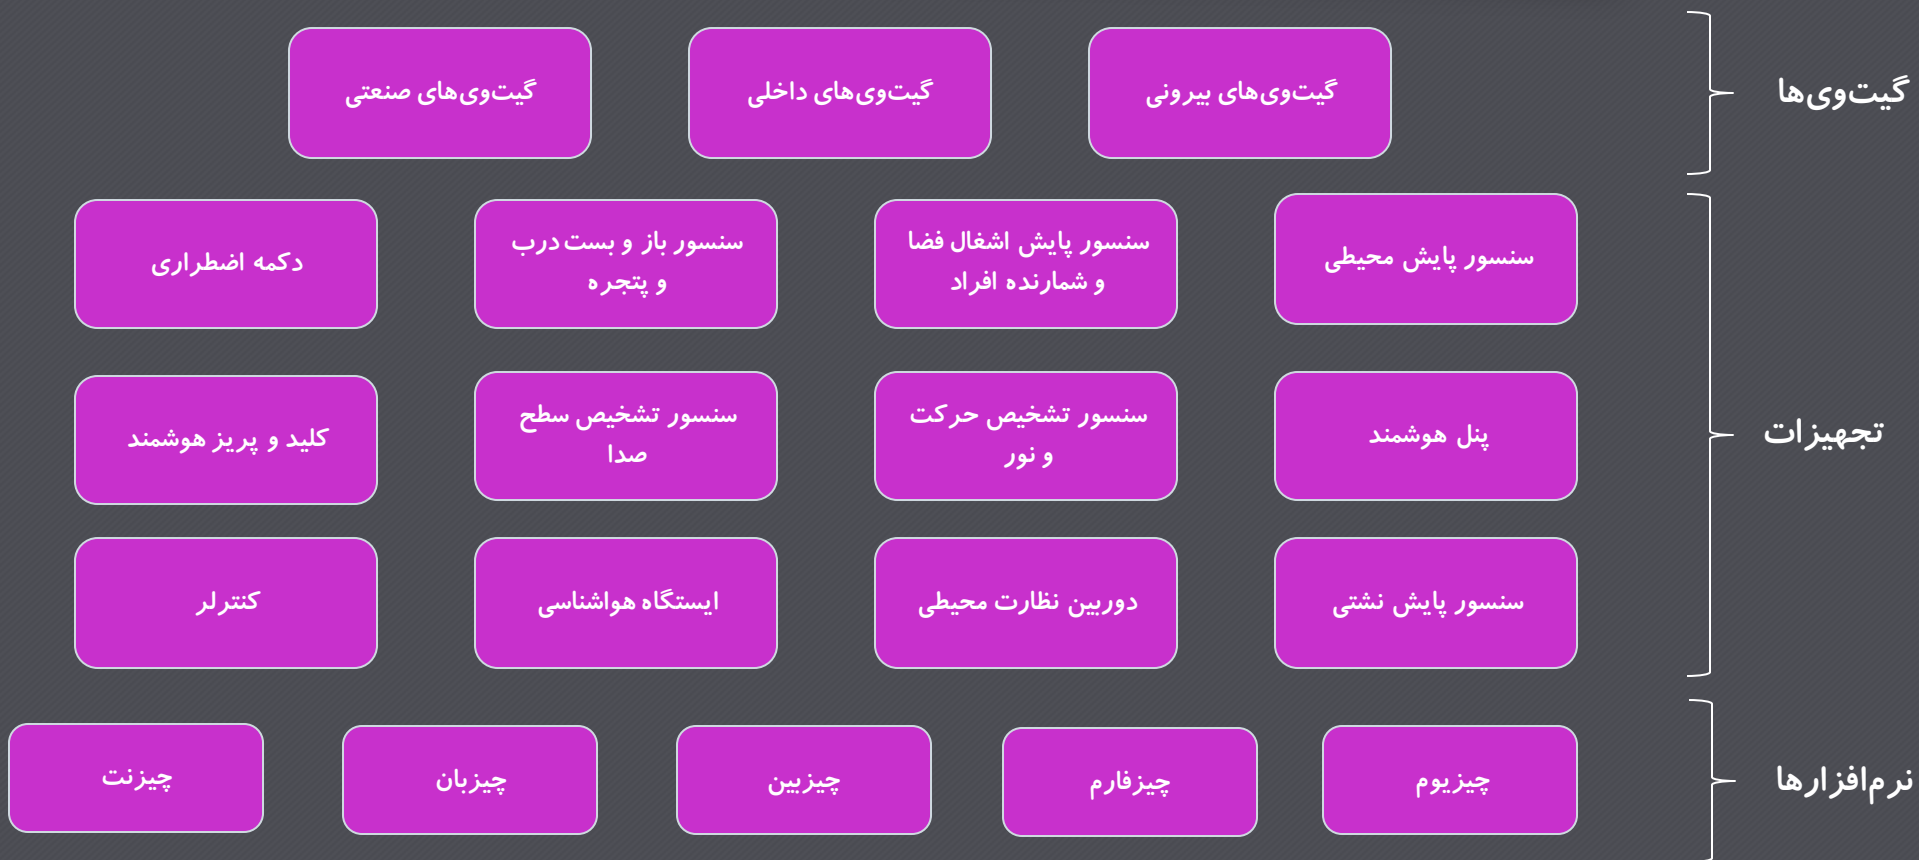 گیت‌وی‌ها
گیت‌وی‌های بیرونی
گیت‌وی‌های داخلی
گیت‌وی‌های صنعتی
تجهیزات
سنسور پایش محیطی
سنسور پایش اشغال فضا
و شمارنده افراد
سنسور باز و بست درب
و پتجره
دکمه اضطراری
پنل هوشمند
سنسور تشخیص حرکت
و نور
سنسور تشخیص سطح
صدا
کلید و پریز هوشمند
سنسور پایش نشتی
دوربین نظارت محیطی
ایستگاه هواشناسی
کنترلر
نرم‌افزارها
چیزیوم
چیزفارم
چیزبین
چیزبان
چیزنت